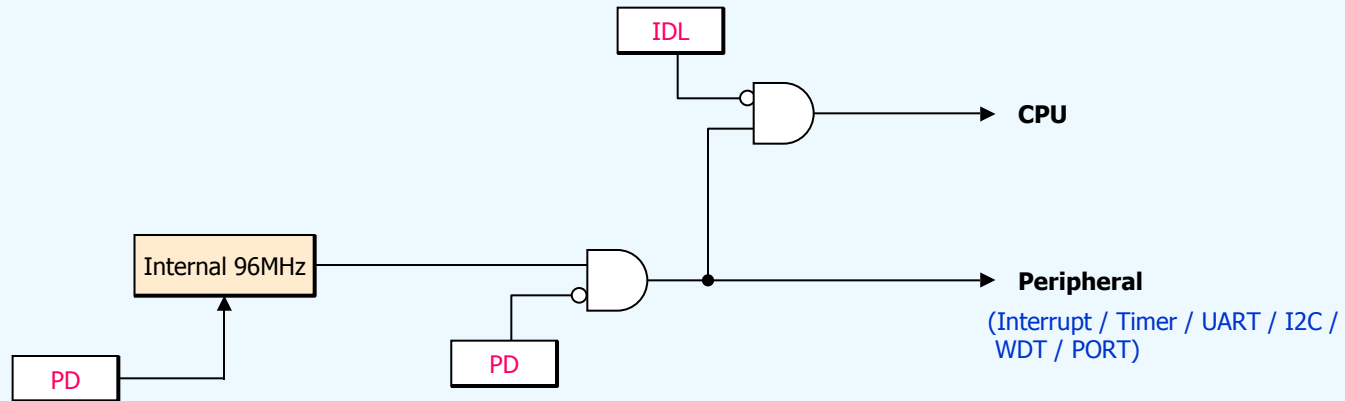 IDL
CPU
Internal 96MHz
Peripheral
(Interrupt / Timer / UART / I2C /
WDT / PORT)
PD
PD